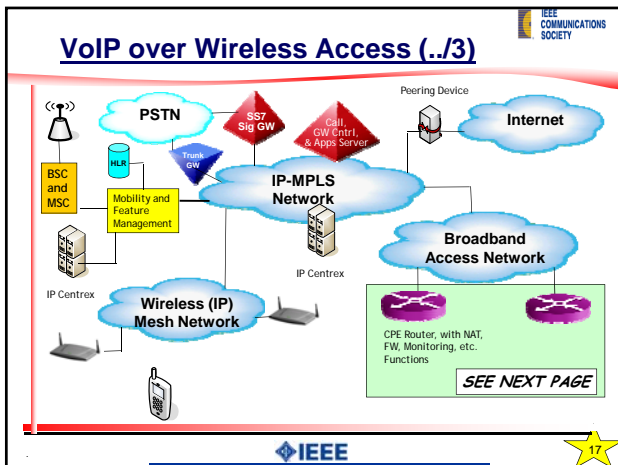 IEEE
COMMUNICATIONS
SOCIETY
VoIP over Wireless Access (../3)
PSTN
SS7
Sig GW
Call,
GW Cntrl,
& Apps Server
Peering Device
Internet
HLR
Trunk
GW
BSC
and
MSC
Mobility and
Feature
Management
IP-MPLS
Network
IP Centrex
IP Centrex
Broadband
Access Network
Wireless (IP)
Mesh Network
CPE Router, with NAT,
FW, Monitoring, etc.
Functions
SEE NEXT PAGE
IEEE
17